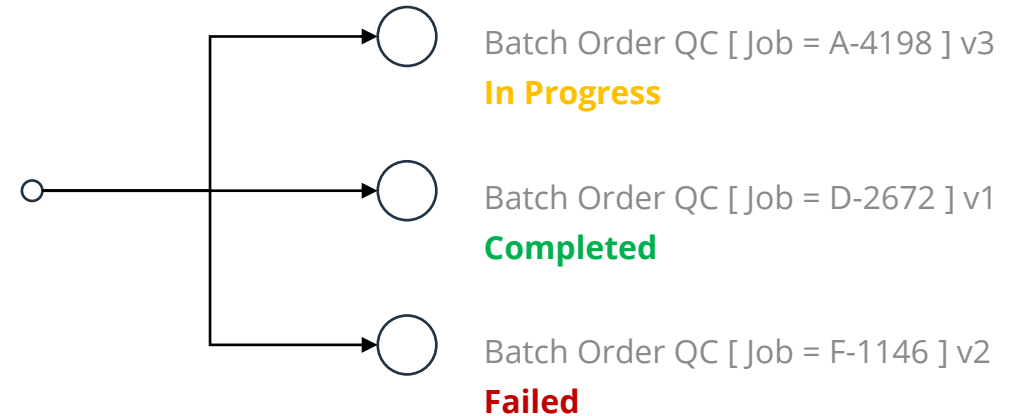 Batch Order QC [ Job = A-4198 ] v3
In Progress
Batch Order QC [ Job = D-2672 ] v1
Completed
Batch Order QC [ Job = F-1146 ] v2
Failed